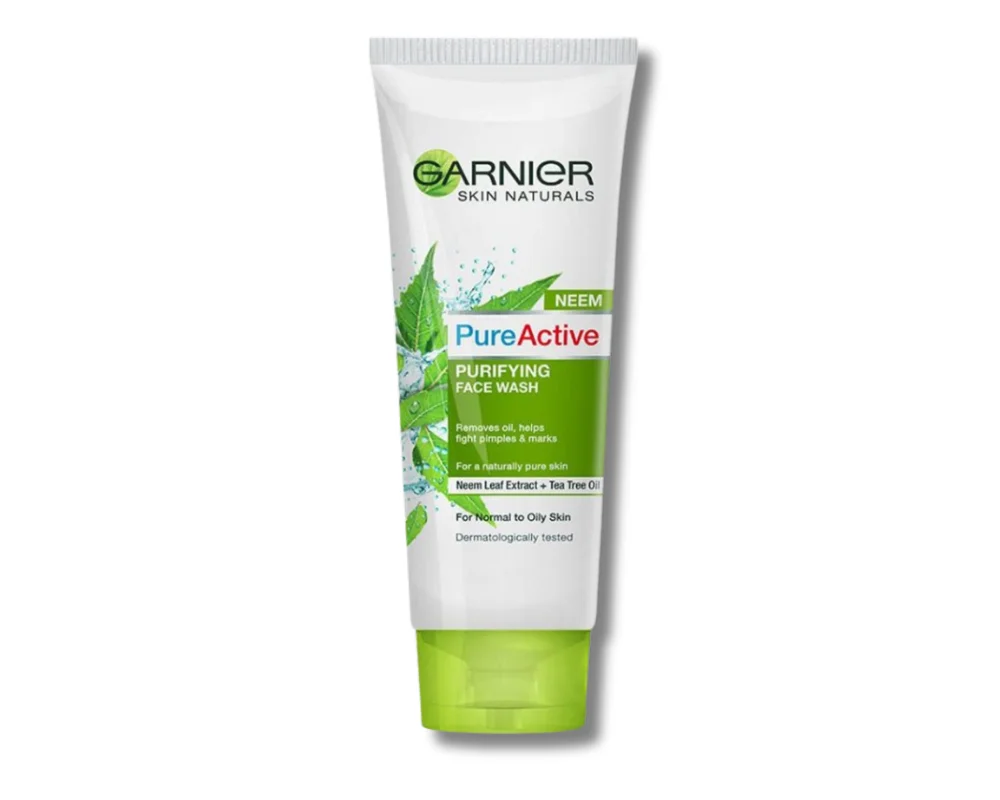 GARNIER
SKIN NATURALS
NEEM
PureActive
PURIFYING
FACE WASH
Removes oil, helps
fight pimples & marks
For a naturally pure skin
Neem Leaf Extract + Tea Tree Oil
For Normal to Oily Skin
Dermatologically tested